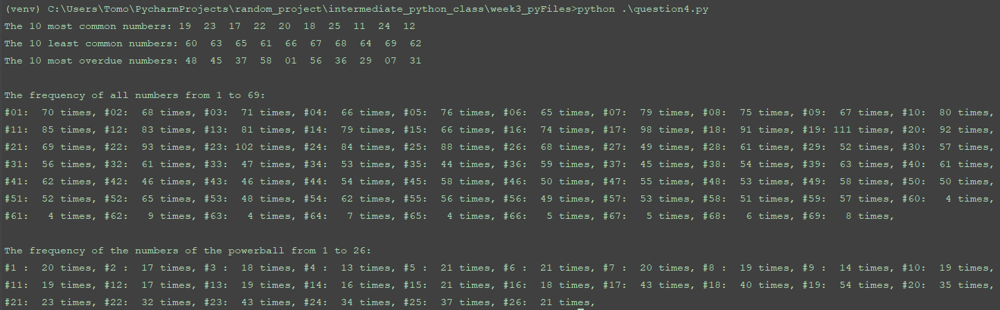 (venv) C:\Users\Tomo\PycharmProjects\random_project\intermediate_python_class\week3_pyFiles>python .\question4.py
The 10 most common numbers: 19  23  17  22  20  18  25  11  24  12
The 10 least common numbers: 60  63  65  61  66  67  68  64  69  62
The 10 most overdue numbers: 48  45  37  58  01  56  36  29  07  31
The frequency of all numbers from 1 to 69:
#01:  70 times, #02:  68 times, #03:  71 times, #04:  66 times, #05:  76 times, #06:  65 times, #07:  79 times, #08:  75 times, #09:  67 times, #10:  80 times,
#11:  85 times, #12:  83 times, #13:  81 times, #14:  79 times, #15:  66 times, #16:  74 times, #17:  98 times, #18:  91 times, #19: 111 times, #20:  92 times,
#21:  69 times, #22:  93 times, #23: 102 times, #24:  84 times, #25:  88 times, #26:  68 times, #27:  49 times, #28:  61 times, #29:  52 times, #30:  57 times,
#31:  56 times, #32:  61 times, #33:  47 times, #34:  53 times, #35:  44 times, #36:  59 times, #37:  45 times, #38:  54 times, #39:  63 times, #40:  61 times,
#41:  62 times, #42:  46 times, #43:  46 times, #44:  54 times, #45:  58 times, #46:  50 times, #47:  55 times, #48:  53 times, #49:  58 times, #50:  50 times,
#51:  52 times, #52:  65 times, #53:  48 times, #54:  62 times, #55:  56 times, #56:  49 times, #57:  53 times, #58:  51 times, #59:  57 times, #60:   4 times,
#61:   4 times, #62:   9 times, #63:   4 times, #64:   7 times, #65:   4 times, #66:   5 times, #67:   5 times, #68:   6 times, #69:   8 times,
The frequency of the numbers of the powerball from 1 to 26:
#1 :  20 times, #2 :  17 times, #3 :  18 times, #4 :  13 times, #5 :  21 times, #6 :  21 times, #7 :  20 times, #8 :  19 times, #9 :  14 times, #10:  19 times,
#11:  19 times, #12:  17 times, #13:  19 times, #14:  16 times, #15:  21 times, #16:  18 times, #17:  43 times, #18:  40 times, #19:  54 times, #20:  35 times,
#21:  23 times, #22:  32 times, #23:  43 times, #24:  34 times, #25:  37 times, #26:  21 times,